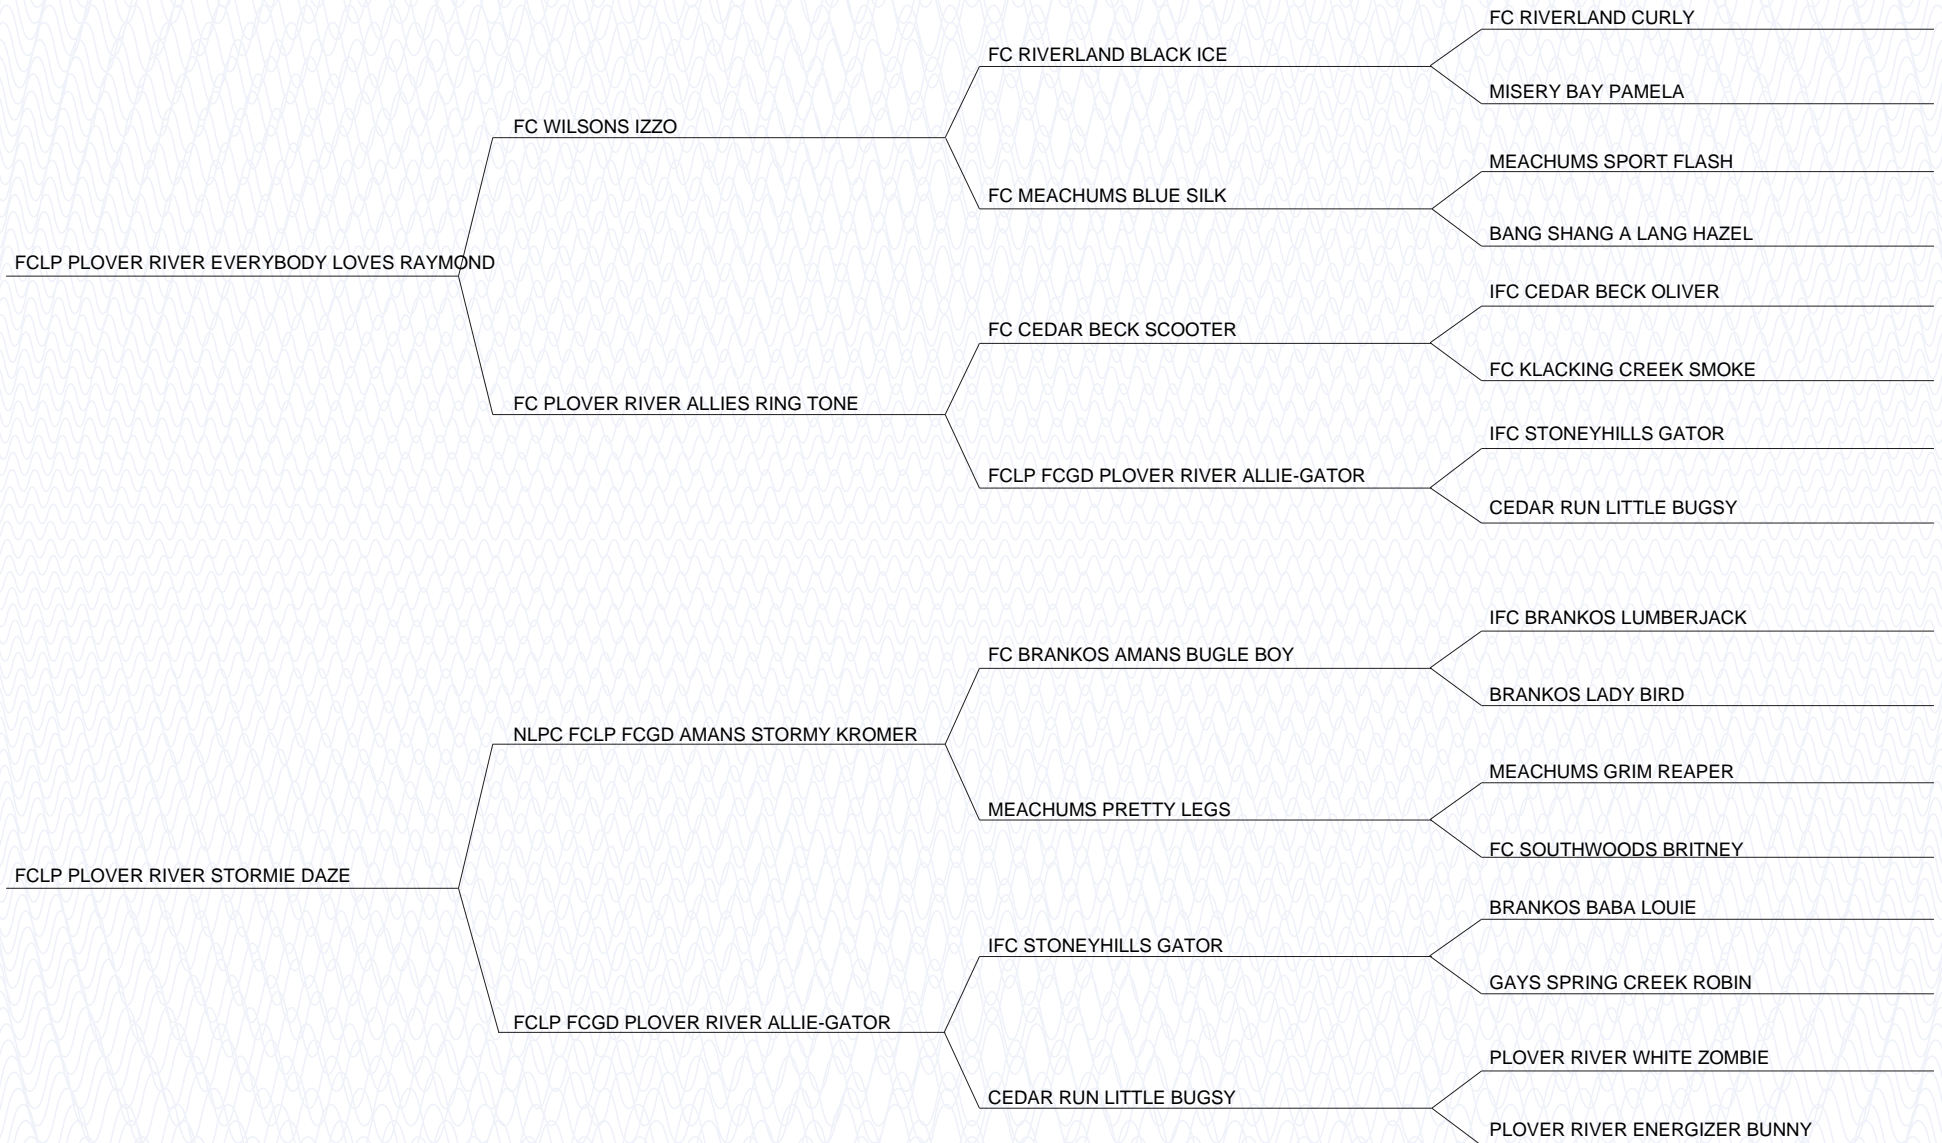 FC RIVERLAND CURLY
FC RIVERLAND BLACK ICE
MISERY BAY PAMELA
FC WILSONS IZZO
MEACHUMS SPORT FLASH
FC MEACHUMS BLUE SILK
BANG SHANG A LANG HAZEL
FCLP PLOVER RIVER EVERYBODY LOVES RAYMOND
IFC CEDAR BECK OLIVER
FC CEDAR BECK SCOOTER
FC KLACKING CREEK SMOKE
FC PLOVER RIVER ALLIES RING TONE
IFC STONEYHILLS GATOR
FCLP FCGD PLOVER RIVER ALLIE-GATOR
CEDAR RUN LITTLE BUGSY
IFC BRANKOS LUMBERJACK
FC BRANKOS AMANS BUGLE BOY
BRANKOS LADY BIRD
NLPC FCLP FCGD AMANS STORMY KROMER
MEACHUMS GRIM REAPER
MEACHUMS PRETTY LEGS
FC SOUTHWOODS BRITNEY
FCLP PLOVER RIVER STORMIE DAZE
BRANKOS BABA LOUIE
IFC STONEYHILLS GATOR
GAYS SPRING CREEK ROBIN
FCLP FCGD PLOVER RIVER ALLIE-GATOR
PLOVER RIVER WHITE ZOMBIE
CEDAR RUN LITTLE BUGSY
PLOVER RIVER ENERGIZER BUNNY